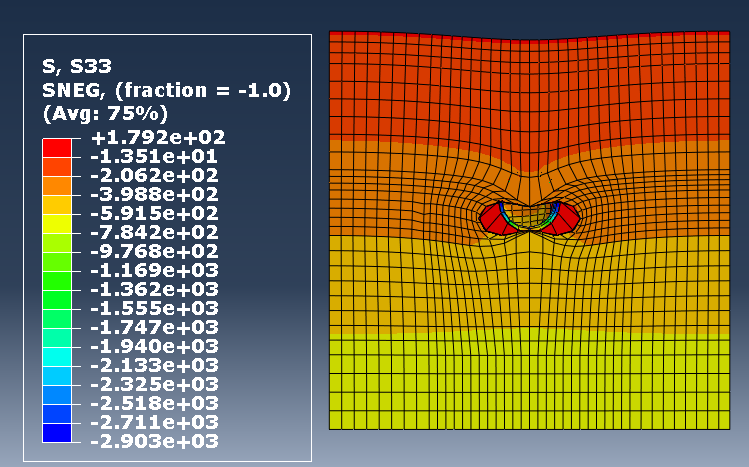 S, S33
SNEG, (fraction = -1.0)
(Avg: 75%)
+1.792e+02
-1.351e+01
-2.062e+02
-3.988e+02
-5.915e+02
-7.842e+02
-9.768e+02
-1.169e+03
-1.362e+03
-1.555e+03
-1.747e+03
-1.940e+03
-2.133e+03
-2.325e+03
-2.518e+03
-2.711e+03
-2.903e+03